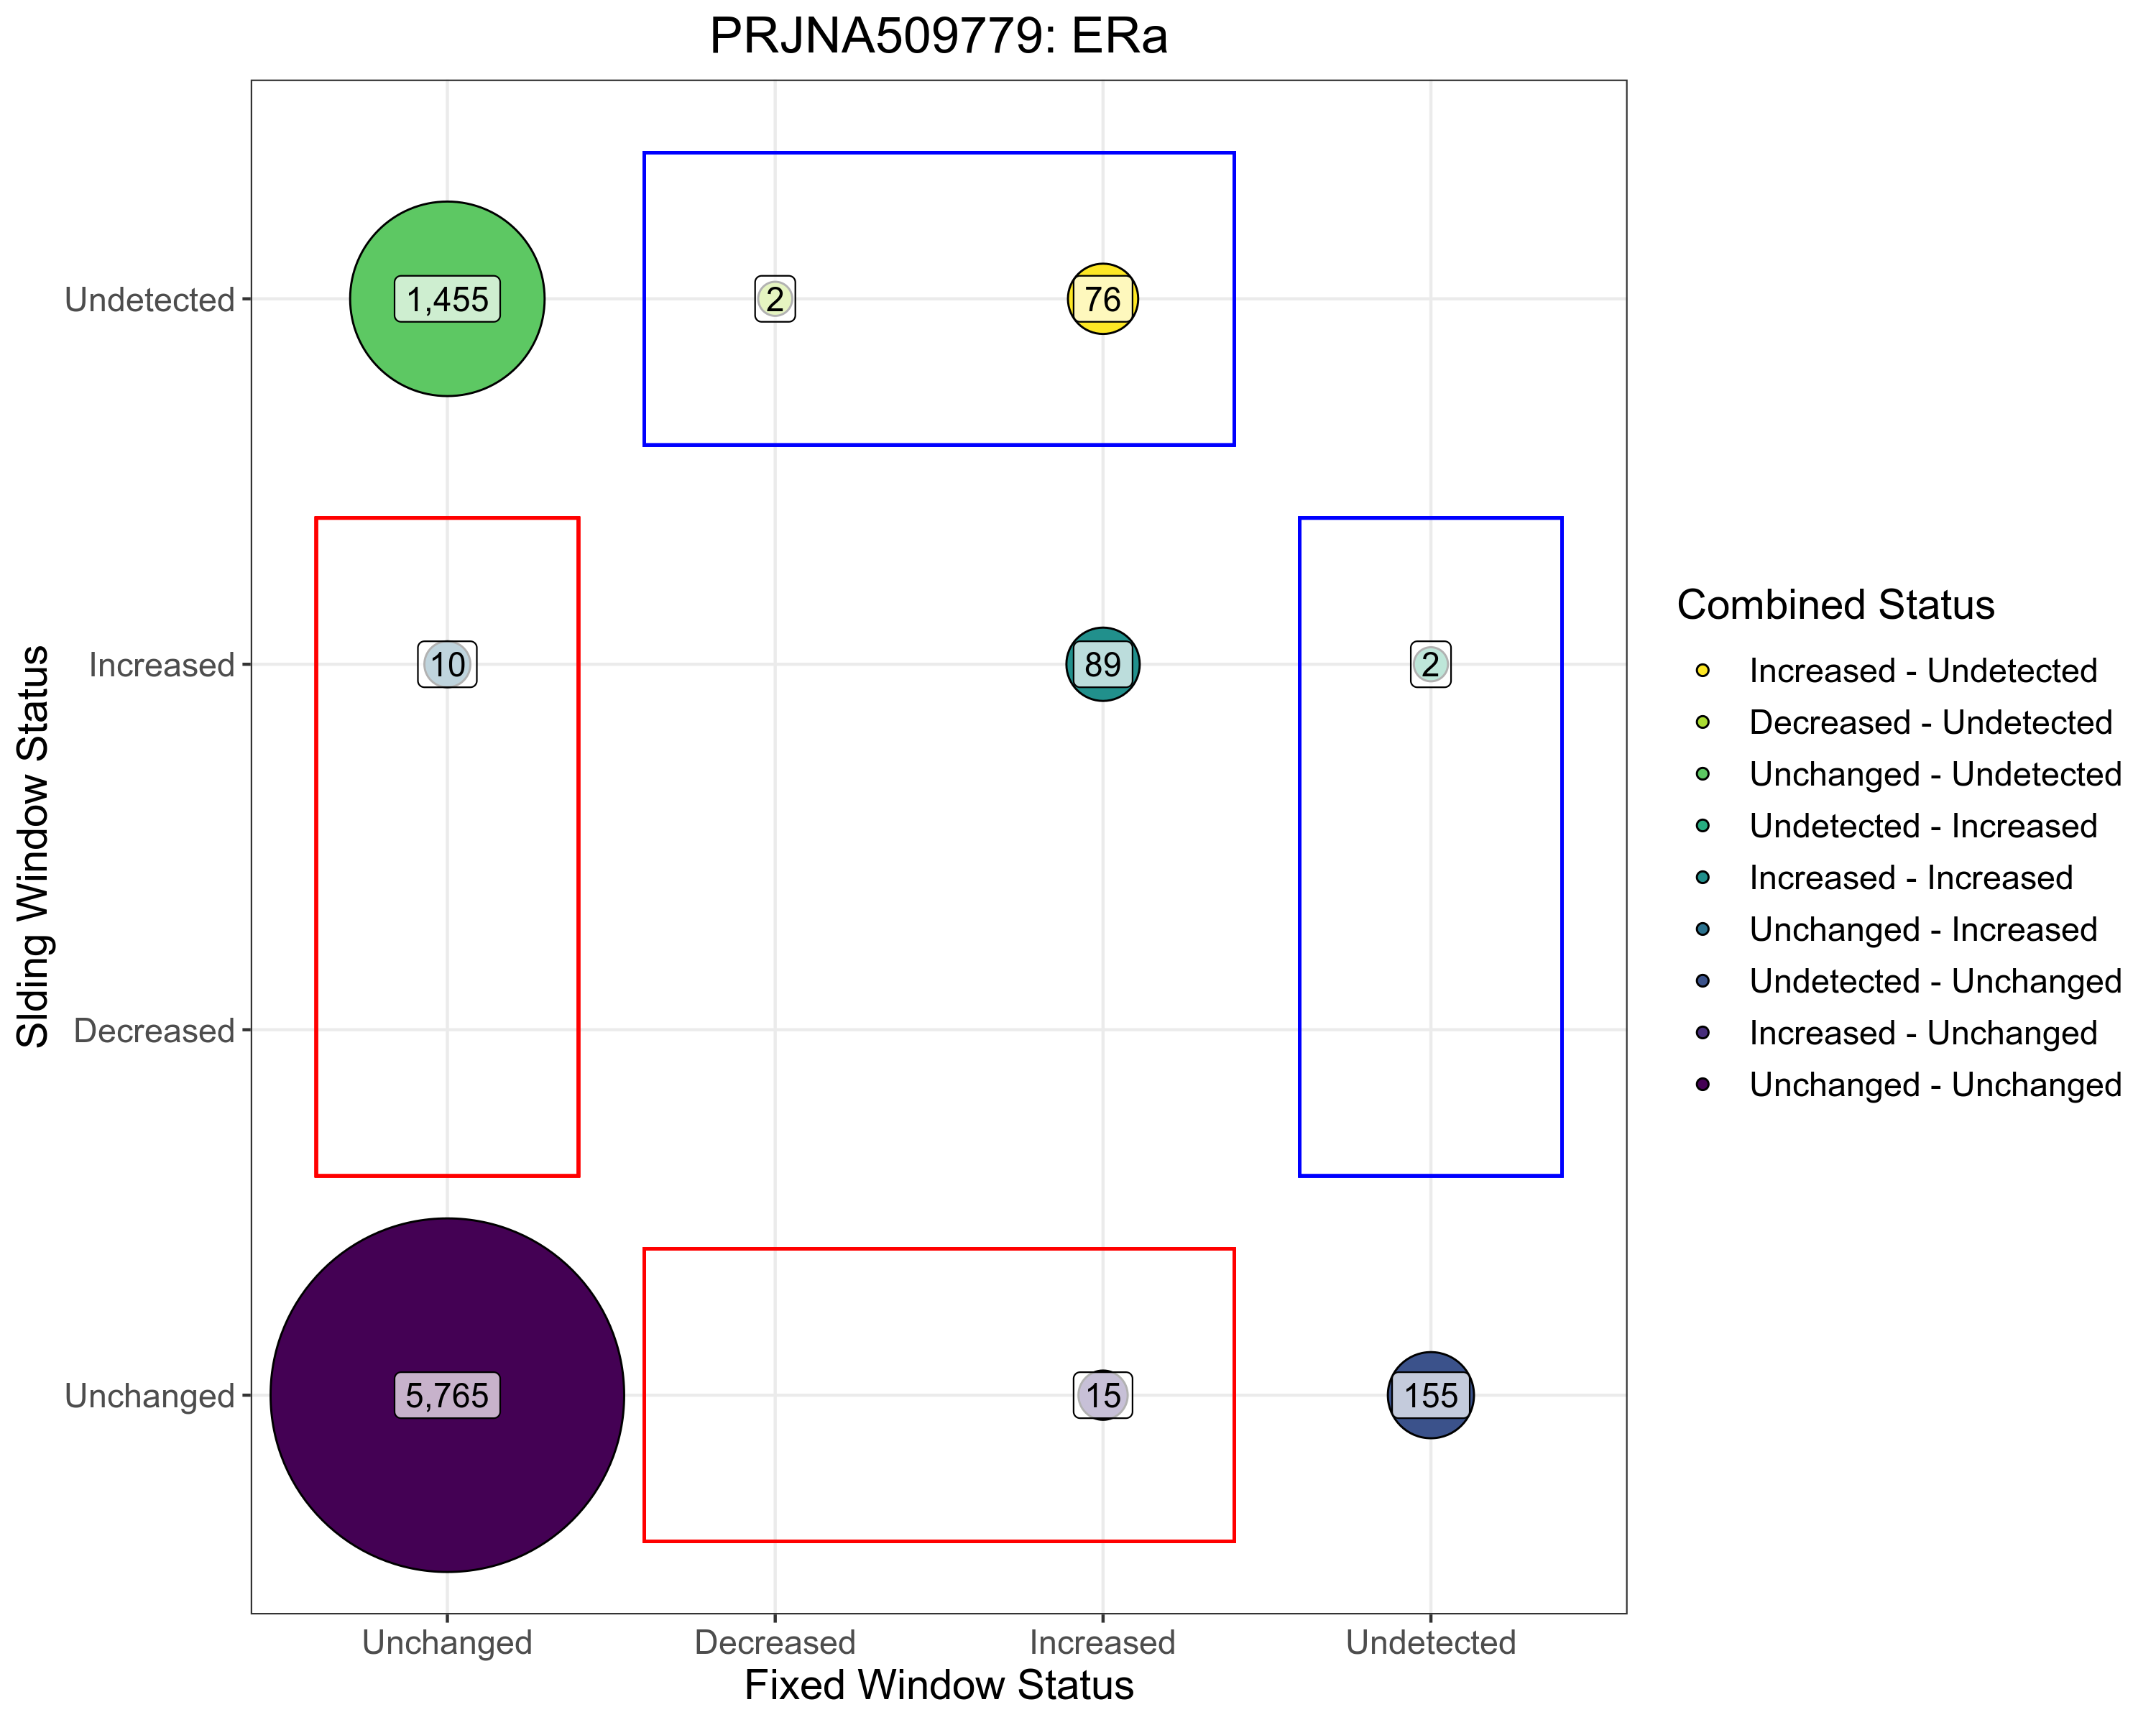 PRJNA509779: ERa
Undetected
1,455
2
76
Increased
10
89
2
Decreased
Unchanged
5,765
15
155
Slding Window Status
Unchanged
Decreased
Increased
Undetected
Fixed Window Status
Combined Status
Increased - Undetected
Decreased - Undetected
Unchanged - Undetected
Undetected - Increased
Increased - Increased
Unchanged - Increased
Undetected - Unchanged
Increased - Unchanged
Unchanged - Unchanged